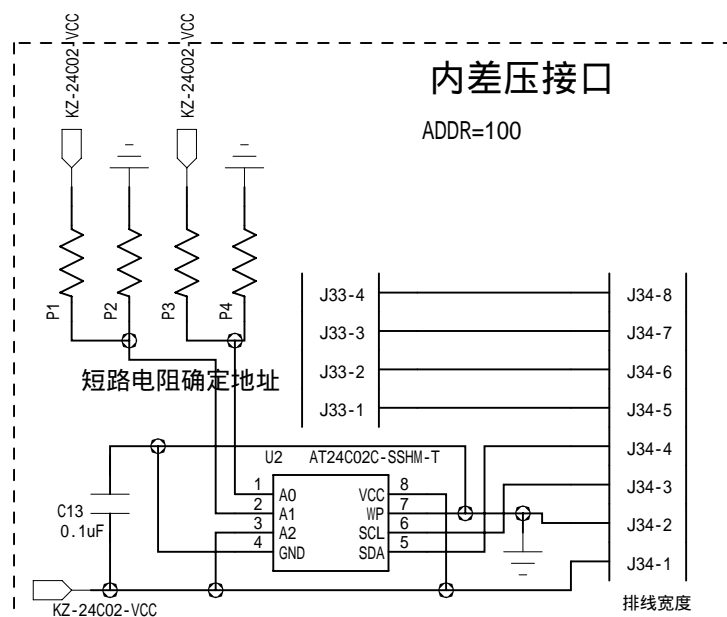 KZ-24C02-VCC
KZ-24C02-VCC
内差压接口
ADDR=100
P1
P2
P3
P4
J33-4
J34-8
J33-3
J34-7
J33-2
J34-6
J33-1
J34-5
短路电阻确定地址
J34-4
U2 AT24C02C-SSHM-T
J34-3
C13
0.1uF
1 A0 VCC 8
2 A1 WP 7
3 A2 SCL 6
4 GND SDA 5
J34-2
J34-1
KZ-24C02-VCC
排线宽度